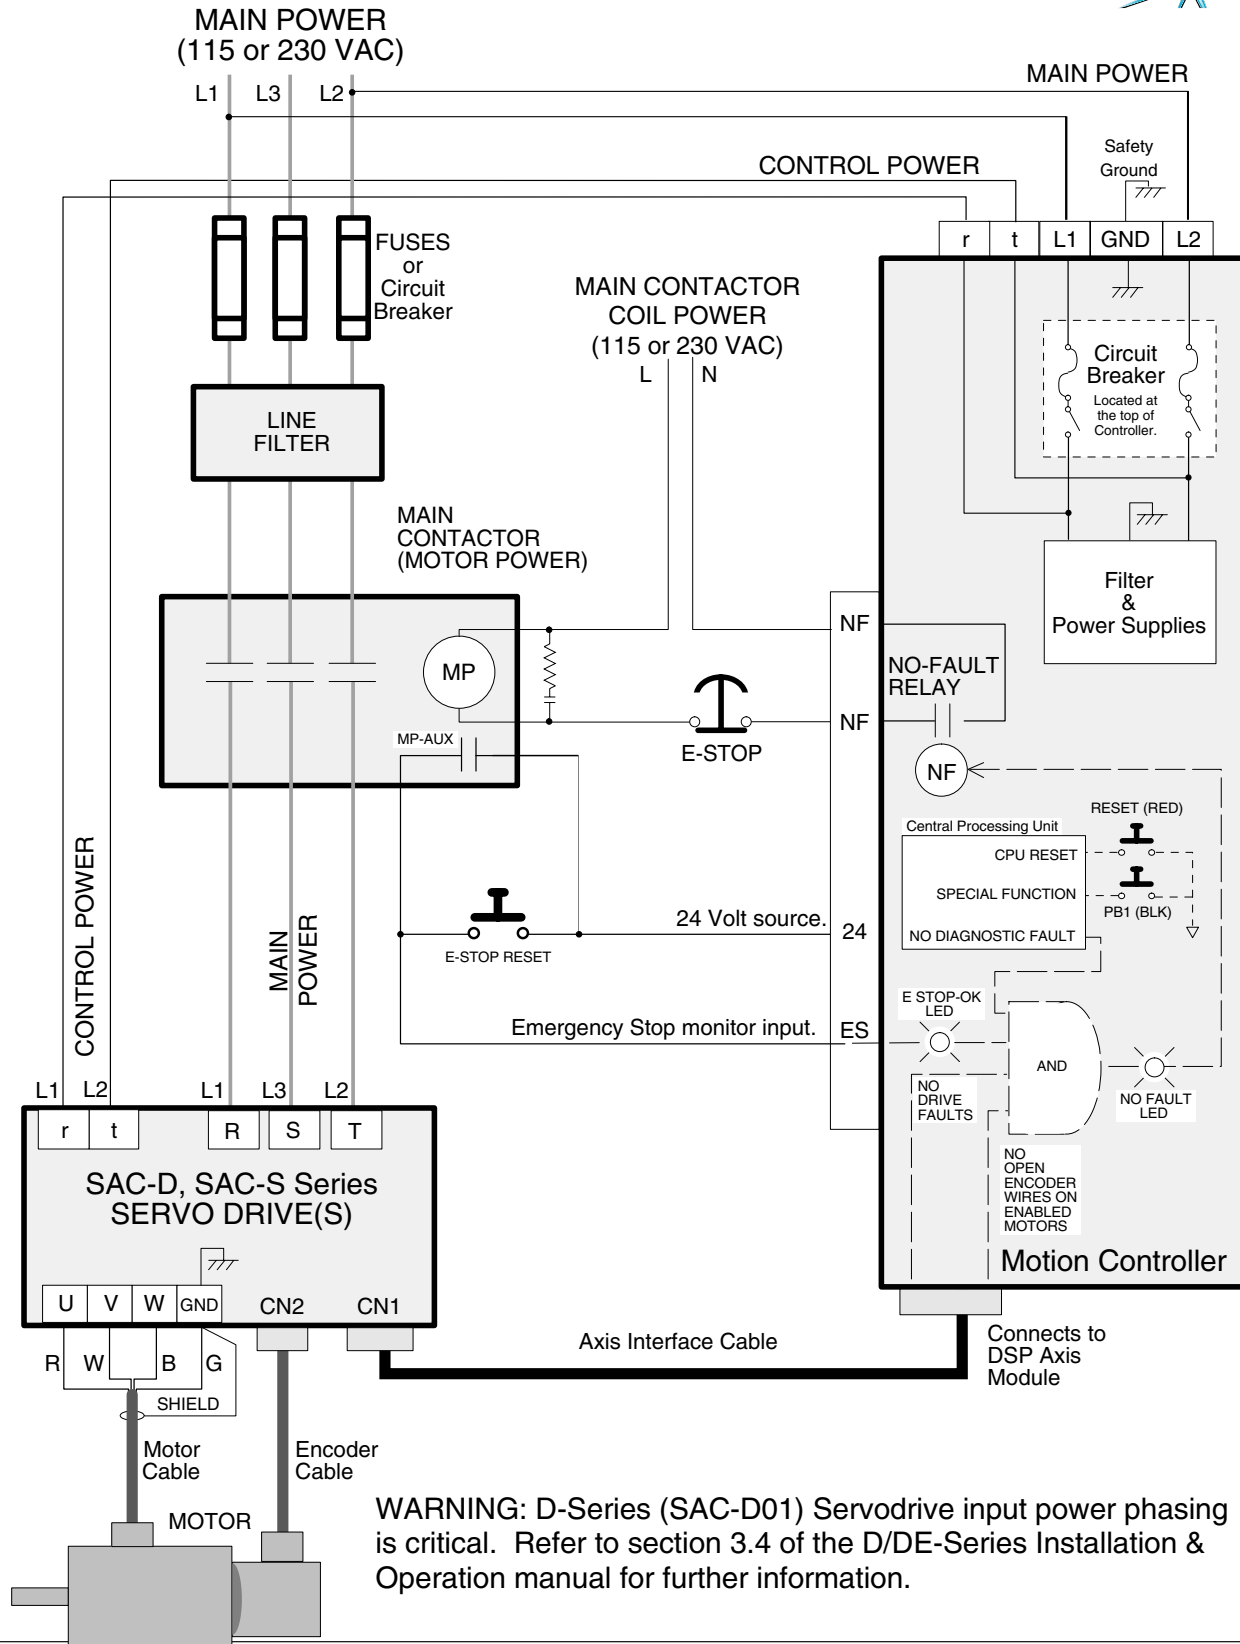 MAIN POWER
(115 or 230 VAC)
L1
L3
L2
MAIN POWER
CONTROL POWER
Safety
Ground
r
t
L1
GND
L2
FUSES
or
Circuit
Breaker
MAIN CONTACTOR
COIL POWER
(115 or 230 VAC)
L
N
Circuit
Breaker
Located at
the top of
Controller.
LINE
FILTER
MAIN
CONTACTOR
(MOTOR POWER)
Filter
&
Power Supplies
MP
NF
NO-FAULT
RELAY
NF
E-STOP
MP-AUX
NF
RESET (RED)
Central Processing Unit
CPU RESET
SPECIAL FUNCTION
PB1 (BLK)
NO DIAGNOSTIC FAULT
CONTROL POWER
MAIN
POWER
E-STOP RESET
24 Volt source.
24
Emergency Stop monitor input.
ES
E STOP-OK
LED
AND
NO
DRIVE
FAULTS
NO FAULT
LED
NO
OPEN
ENCODER
WIRES ON
ENABLED
MOTORS
L1
L2
L1
L3
L2
r
t
R
S
T
SAC-D, SAC-S Series
SERVO DRIVE(S)
Motion Controller
U
V
W
GND
CN2
CN1
R
W
B
G
SHIELD
Axis Interface Cable
Connects to
DSP Axis
Module
Motor
Cable
Encoder
Cable
MOTOR
WARNING: D-Series (SAC-D01) Servodrive input power phasing
is critical. Refer to section 3.4 of the D/DE-Series Installation &
Operation manual for further information.